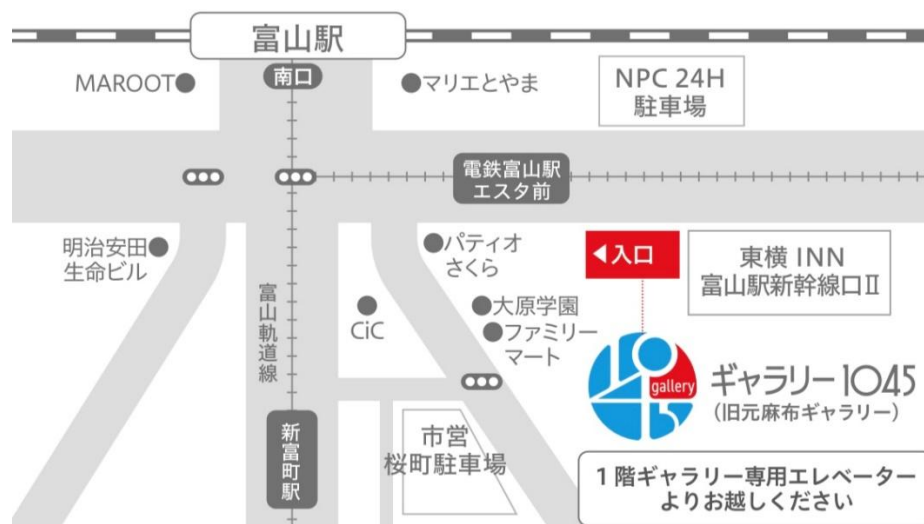 富山駅
南口
MAROOT
マリエとやま
NPC 24H
駐車場
電鉄富山駅
エスタ前
明治安田
生命ビル
パティオ
さくら
入口
東横 INN
富山駅新幹線口Ⅱ
富山軌道線
CiC
大原学園
ファミリー
マート
gallery
ギャラリー1045
(旧元麻布ギャラリー)
新富町駅
市営
桜町駐車場
1階ギャラリー専用エレベーター
よりお越しください